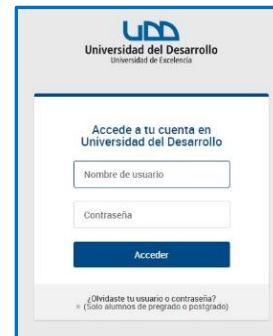 UDD
Universidad del Desarrollo
Universidad de Excelencia
Accede a tu cuenta en
Universidad del Desarrollo
Nombre de usuario
Contraseña
Acceder
¿Olvidaste tu usuario o contraseña?
* (Solo alumnos de pregrado o postgrado)